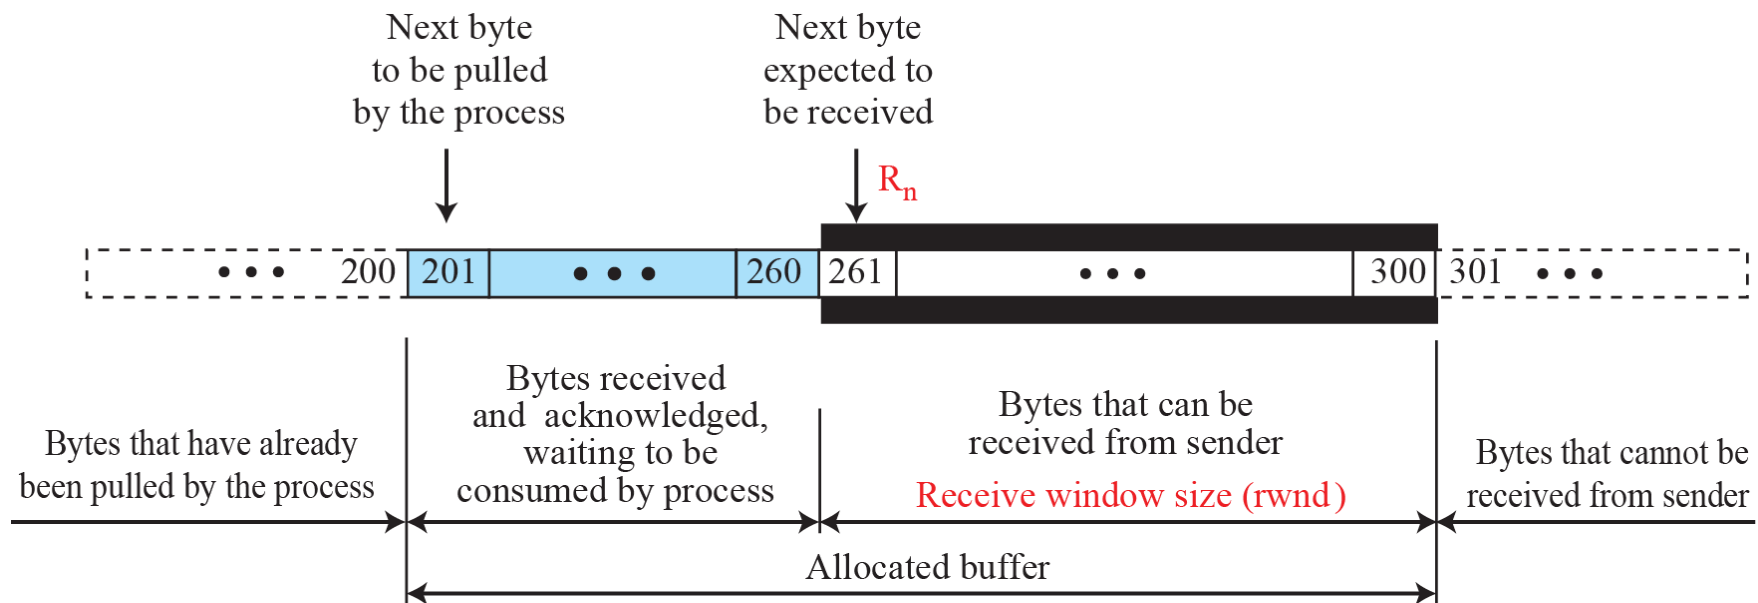 Next byte
to be pulled
by the process
Next byte
expected to
be received
Rn
••• 200 201 ••• 260 261 ••• 300 301 •••
Bytes that have already
been pulled by the process
Bytes received
and acknowledged,
waiting to be
consumed by process
Bytes that can be
received from sender
Receive window size (rwnd)
Bytes that cannot be
received from sender
Allocated buffer